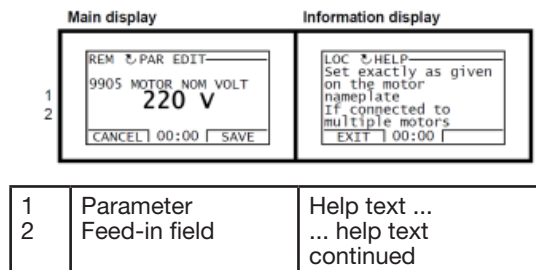 Main display
Information display
REM ↻ PAR EDIT
9905 MOTOR NOM VOLT
220 V
CANCEL 00:00 SAVE
LOC ↻ HELP
Set exactly as given
on the motor
nameplate
If connected to
multiple motors
EXIT 00:00
1
2
1 Parameter Help text ...
2 Feed-in field ... help text
continued